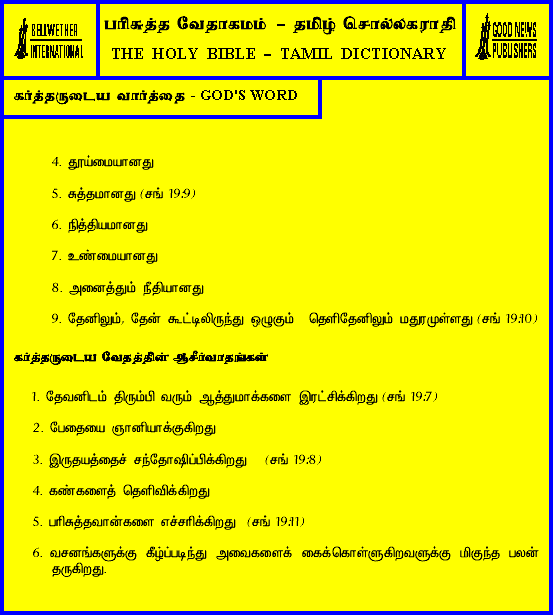 BELLWETHER
INTERNATIONAL
பரிசுத்த வேதாகமம் – தமிழ் சொல்லகராதி
THE HOLY BIBLE – TAMIL DICTIONARY
GOOD NEWS
PUBLISHERS
கர்த்தருடைய வார்த்தை - GOD'S WORD
4. தூய்மையானது
5. சுத்தமானது (சங் 19:9)
6. நித்தியமானது
7. உண்மையானது
8. அனைத்தும் நீதியானது
9. தேனிலும், தேன் கூட்டிலிருந்து ஒழுகும் தெளிதேனிலும் மதுரமுள்ளது (சங் 19:10)
கர்த்தருடைய வேதத்தின் ஆசீர்வாதங்கள்
1. தேவனிடம் திரும்பி வரும் ஆத்துமாக்களை இரட்சிக்கிறது (சங் 19:7)
2. பேதையை ஞானியாக்குகிறது
3. இருதயத்தைச் சந்தோஷிப்பிக்கிறது (சங் 19:8)
4. கண்களைத் தெளிவிக்கிறது
5. பரிசுத்தவான்களை எச்சரிக்கிறது (சங் 19:11)
6. வசனங்களுக்கு கீழ்ப்படிந்து அவைகளைக் கைக்கொள்ளுகிறவளுக்கு மிகுந்த பலன்
தருகிறது.